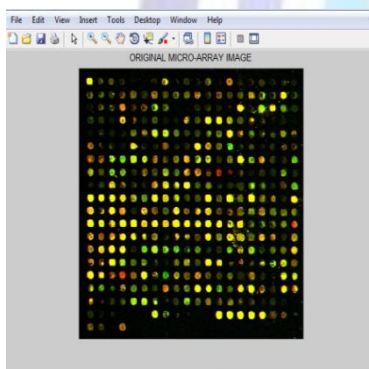 File Edit View Insert Tools Desktop Window Help
ORIGINAL MICRO-ARRAY IMAGE